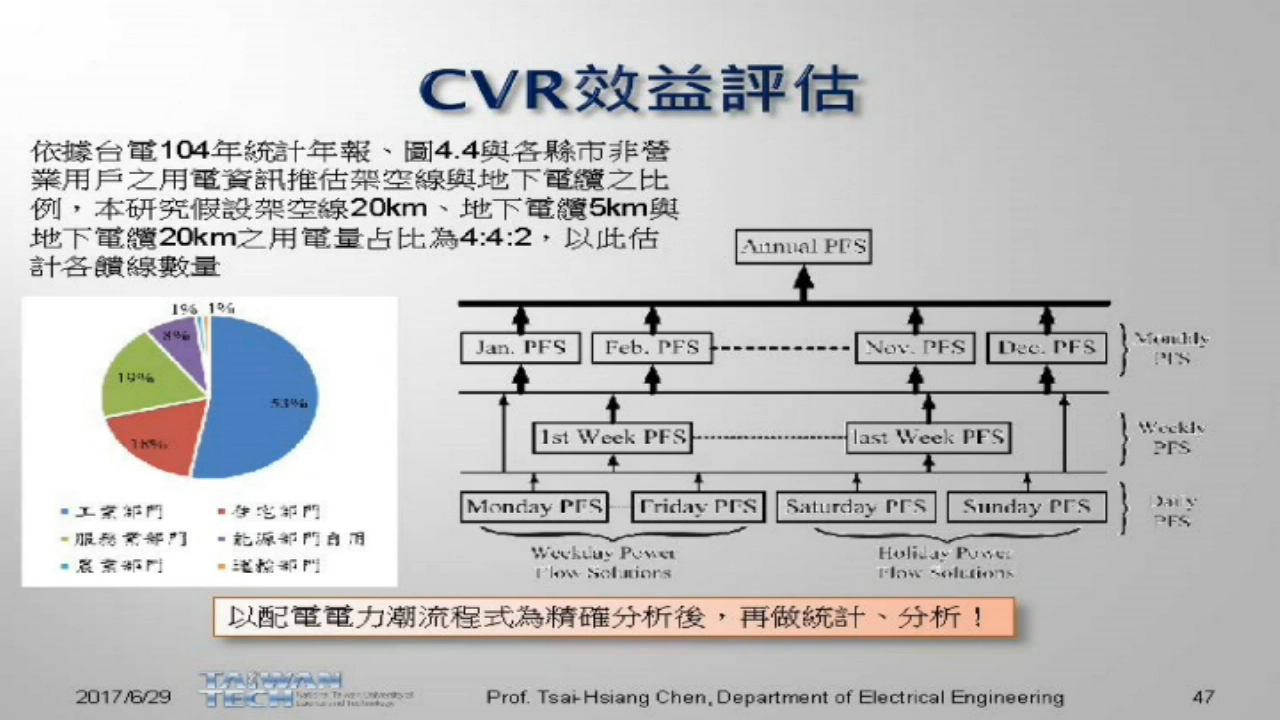 CVR效益評估
依據台電104年統計年報、圖4.4與各縣市非營
業用戶之用電資訊推估架空線與地下電纜之比
例，本研究假設架空線20km、地下電纜5km與
地下電纜20km之用電量占比為4:4:2，以此估
計各饋線數量
1% 1%
8%
19%
53%
18%
工業部門 住宅部門
服務業部門 能源部門自用
農業部門 運輸部門
Annual PFS
Jan. PFS Feb. PFS Nov. PFS Dec. PFS
Monthly
PFS
1st Week PFS last Week PFS
Weekly
PFS
Monday PFS Friday PFS Saturday PFS Sunday PFS
Daily
PFS
Weekday Power
Flow Solutions
Holiday Power
Flow Solutions
以配電電力潮流程式為精確分析後，再做統計、分析！
2017/6/29
TAIWAN
TECH
National Taiwan University of
Science and Technology
Prof. Tsai-Hsiang Chen, Department of Electrical Engineering
47